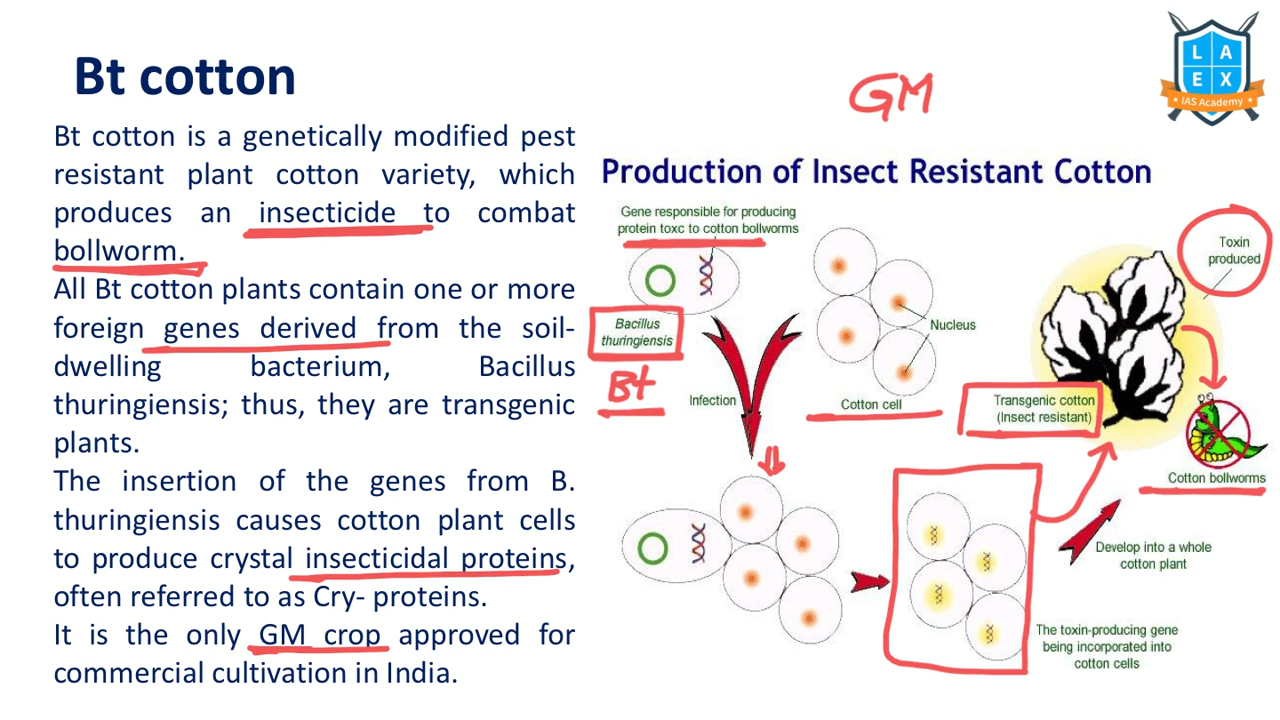 Bt cotton
Bt cotton is a genetically modified pest
resistant plant cotton variety, which
produces an insecticide to combat
bollworm.
All Bt cotton plants contain one or more
foreign genes derived from the soil-
dwelling bacterium, Bacillus
thuringiensis; thus, they are transgenic
plants.
The insertion of the genes from B.
thuringiensis causes cotton plant cells
to produce crystal insecticidal proteins,
often referred to as Cry- proteins.
It is the only GM crop approved for
commercial cultivation in India.
GM
L A
E X
IAS Academy
Production of Insect Resistant Cotton
Gene responsible for producing
protein toxc to cotton bollworms
Bacillus
thuringiensis
Bt
Infection
Nucleus
Cotton cell
Toxin
produced
Transgenic cotton
(Insect resistant)
Cotton bollworms
Develop into a whole
cotton plant
The toxin-producing gene
being incorporated into
cotton cells